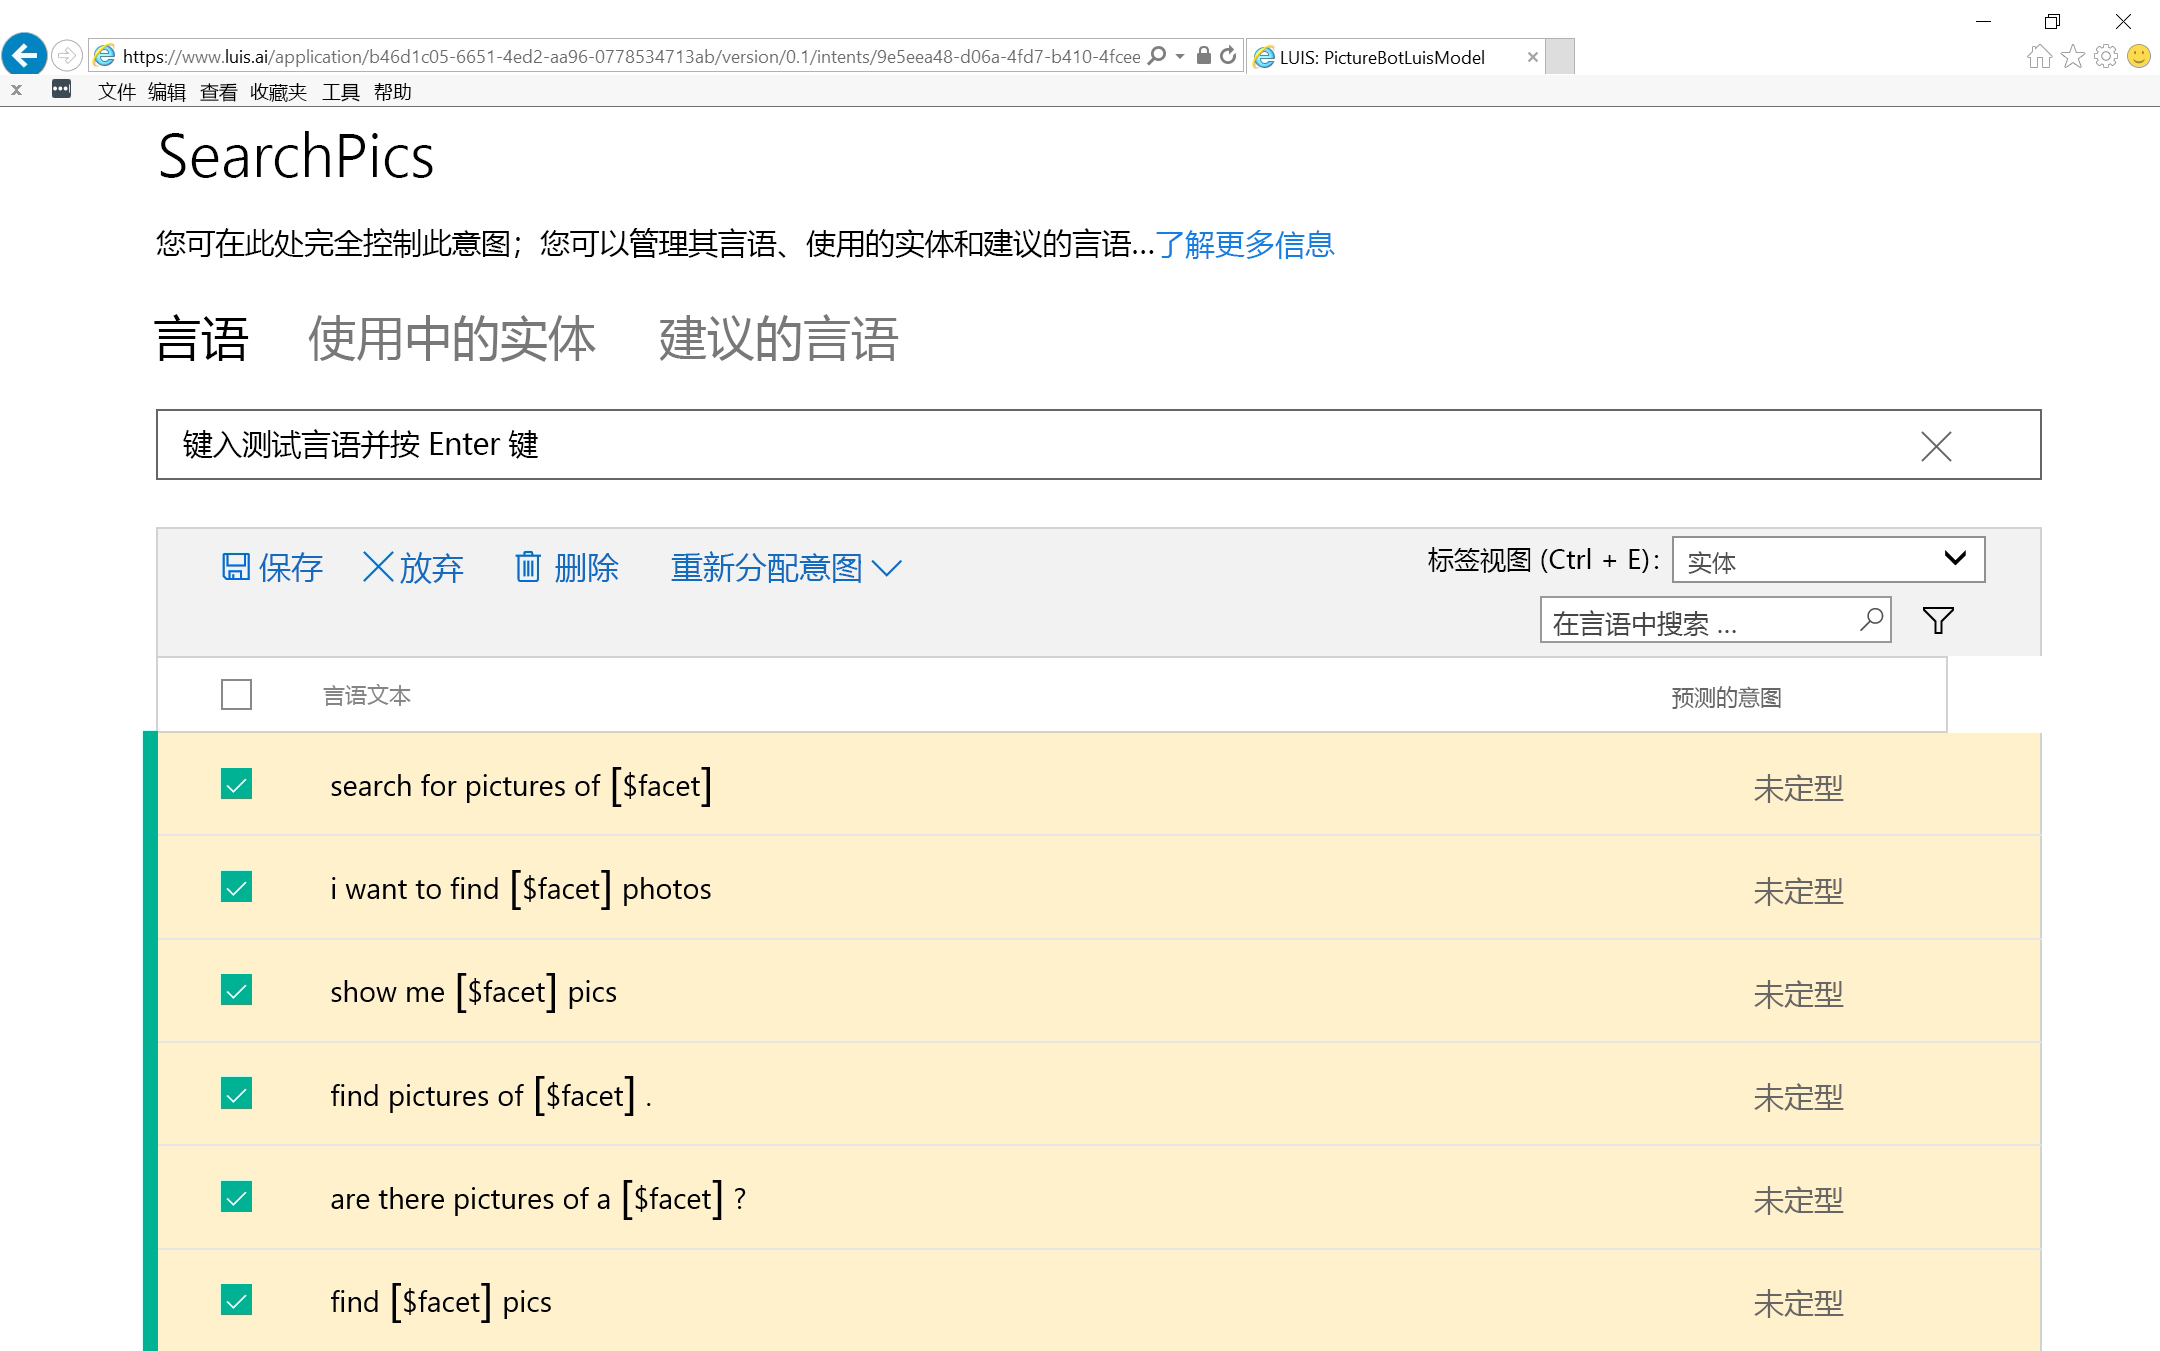 https://www.luis.ai/application/b46d1c05-6651-4ed2-aa96-0778534713ab/version/0.1/intents/9e5eea48-d06a-4fd7-b410-4fcee
LUIS: PictureBotLuisModel
文件 编辑 查看 收藏夹 工具 帮助
SearchPics
您可在此处完全控制此意图；您可以管理其言语、使用的实体和建议的言语...了解更多信息
言语 使用中的实体 建议的言语
键入测试言语并按 Enter 键
保存 放弃 删除 重新分配意图 标签视图 (Ctrl + E): 实体
在言语中搜索 ...
言语文本 预测的意图
search for pictures of [$facet] 未定型
i want to find [$facet] photos 未定型
show me [$facet] pics 未定型
find pictures of [$facet] . 未定型
are there pictures of a [$facet] ? 未定型
find [$facet] pics 未定型